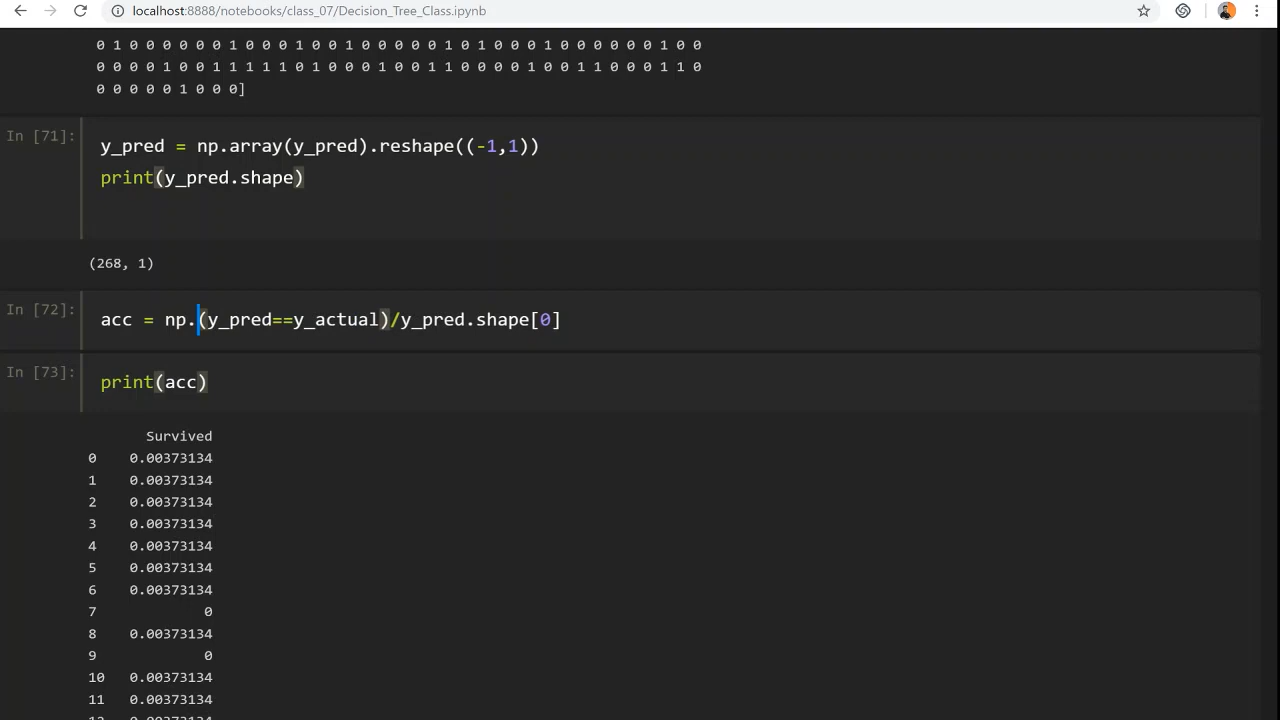 localhost:8888/notebooks/class_07/Decision_Tree_Class.ipynb
0 1 0 0 0 0 0 0 1 0 0 0 1 0 0 1 0 0 0 0 0 1 0 1 0 0 0 1 0 0 0 0 0 0 1 0 0
0 0 0 0 1 0 0 1 1 1 1 1 0 1 0 0 0 1 0 0 1 1 0 0 0 0 1 0 0 1 1 0 0 0 1 1 0
0 0 0 0 0 1 0 0 0]
In [71]:
y_pred = np.array(y_pred).reshape((-1,1))
print(y_pred.shape)
(268, 1)
In [72]:
acc = np.(y_pred==y_actual)/y_pred.shape[0]
In [73]:
print(acc)
Survived
0 0.00373134
1 0.00373134
2 0.00373134
3 0.00373134
4 0.00373134
5 0.00373134
6 0.00373134
7 0
8 0.00373134
9 0
10 0.00373134
11 0.00373134